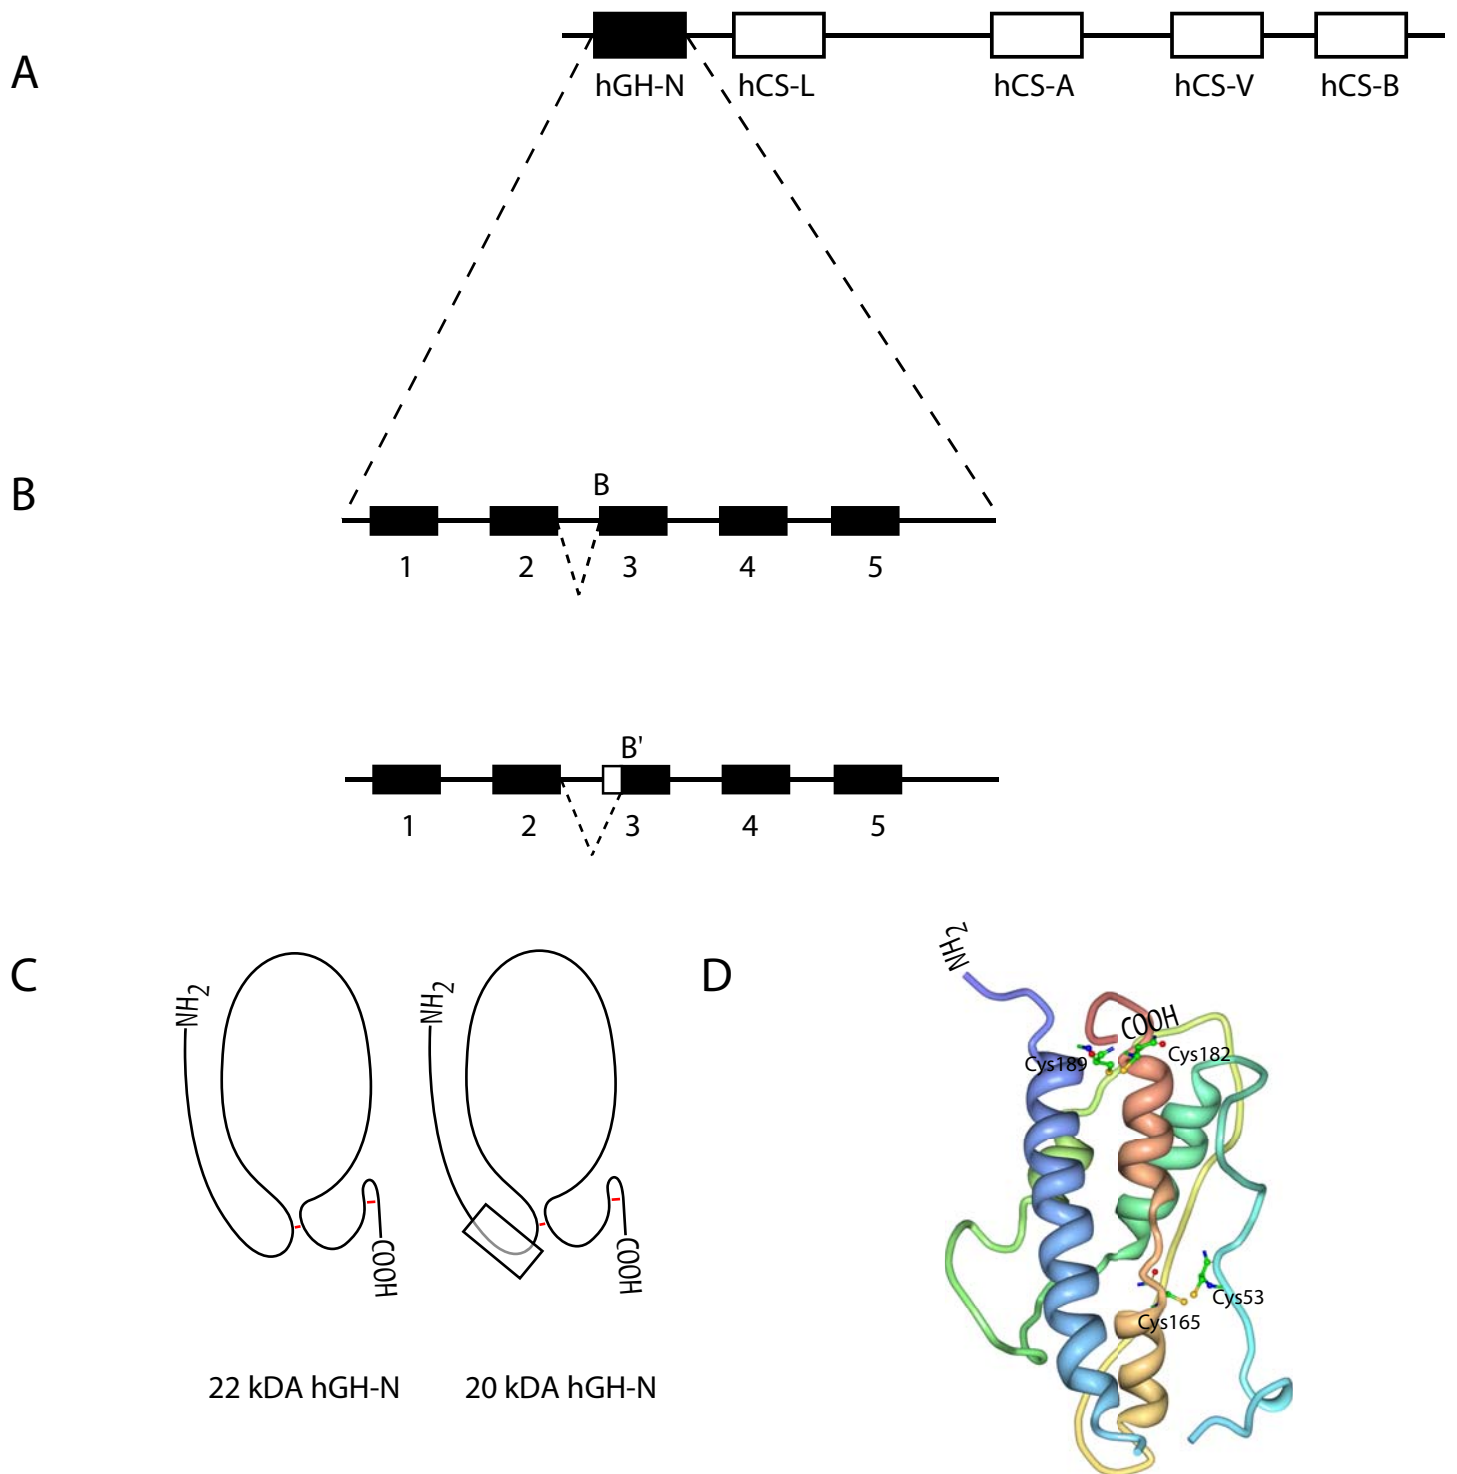 A
hGH-N hCS-L hCS-A hCS-V hCS-B
B
B
1 2 3 4 5
B'
1 2 3 4 5
C
NH2
COOH
22 kDA hGH-N
NH2
COOH
20 kDA hGH-N
D
NH2
COOH
Cys189
Cys182
Cys53
Cys165